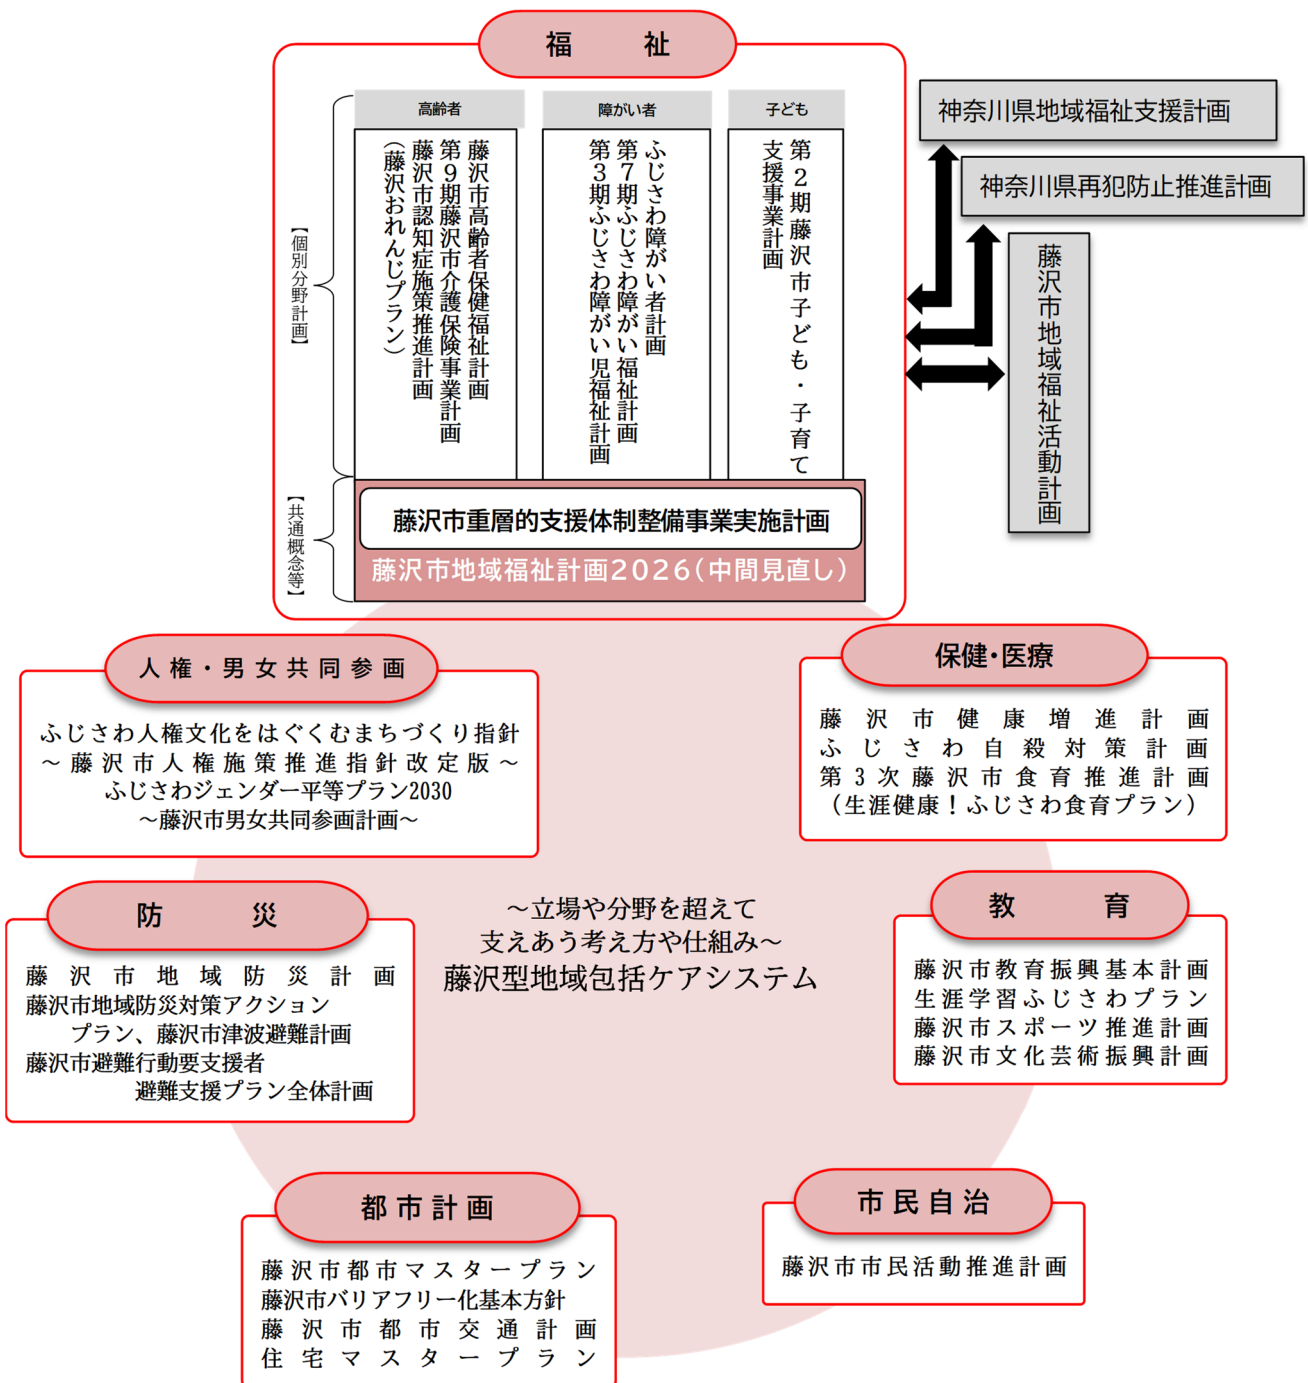 福　祉
高齢者
藤沢市高齢者保健福祉計画
第９期藤沢市介護保険事業計画
藤沢市認知症施策推進計画
（藤沢おれんじプラン）
障がい者
ふじさわ障がい者計画
第７期ふじさわ障がい福祉計画
第３期ふじさわ障がい児福祉計画
子ども
第２期藤沢市子ども・子育て
支援事業計画
【個別分野計画】
【共通概念等】
藤沢市重層的支援体制整備事業実施計画
藤沢市地域福祉計画２０２６（中間見直し）
神奈川県地域福祉支援計画
神奈川県再犯防止推進計画
藤沢市地域福祉活動計画
人権・男女共同参画
ふじさわ人権文化をはぐくむまちづくり指針
～藤沢市人権施策推進指針改定版～
ふじさわジェンダー平等プラン2030
～藤沢市男女共同参画計画～
保健・医療
藤沢市健康増進計画
ふじさわ自殺対策計画
第３次藤沢市食育推進計画
（生涯健康！ふじさわ食育プラン）
防　災
藤沢市地域防災計画
藤沢市地域防災対策アクション
プラン、藤沢市津波避難計画
藤沢市避難行動要支援者
避難支援プラン全体計画
～立場や分野を超えて
支えあう考え方や仕組み～
藤沢型地域包括ケアシステム
教　育
藤沢市教育振興基本計画
生涯学習ふじさわプラン
藤沢市スポーツ推進計画
藤沢市文化芸術振興計画
都市計画
藤沢市都市マスタープラン
藤沢市バリアフリー化基本方針
藤沢市都市交通計画
住宅マスタープラン
市民自治
藤沢市市民活動推進計画